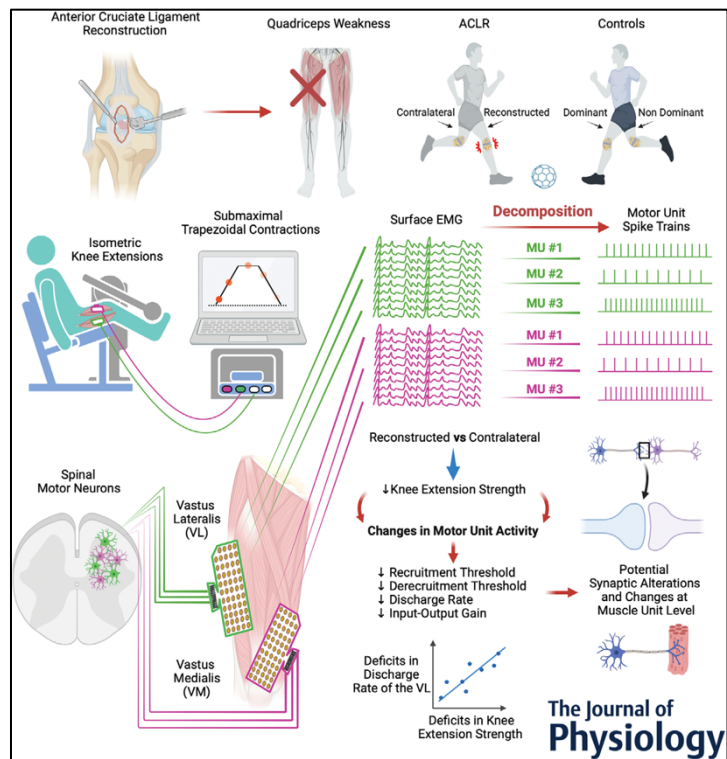 Anterior Cruciate Ligament
Reconstruction
Quadriceps Weakness
ACLR
Controls
Contralateral
Reconstructed
Dominant
Non Dominant
Isometric
Knee Extensions
Submaximal
Trapezoidal Contractions
Surface EMG
Decomposition
Motor Unit
Spike Trains
MU #1
MU #2
MU #3
MU #1
MU #2
MU #3
Spinal
Motor Neurons
Vastus
Lateralis
(VL)
Vastus
Medialis
(VM)
Reconstructed vs Contralateral
↓Knee Extension Strength
Changes in Motor Unit Activity
↓ Recruitment Threshold
↓ Derecruitment Threshold
↓ Discharge Rate
↓ Input-Output Gain
Potential
Synaptic Alterations
and Changes at
Muscle Unit Level
Deficits in
Discharge
Rate of the VL
Deficits in Knee
Extension Strength
The Journal of
Physiology